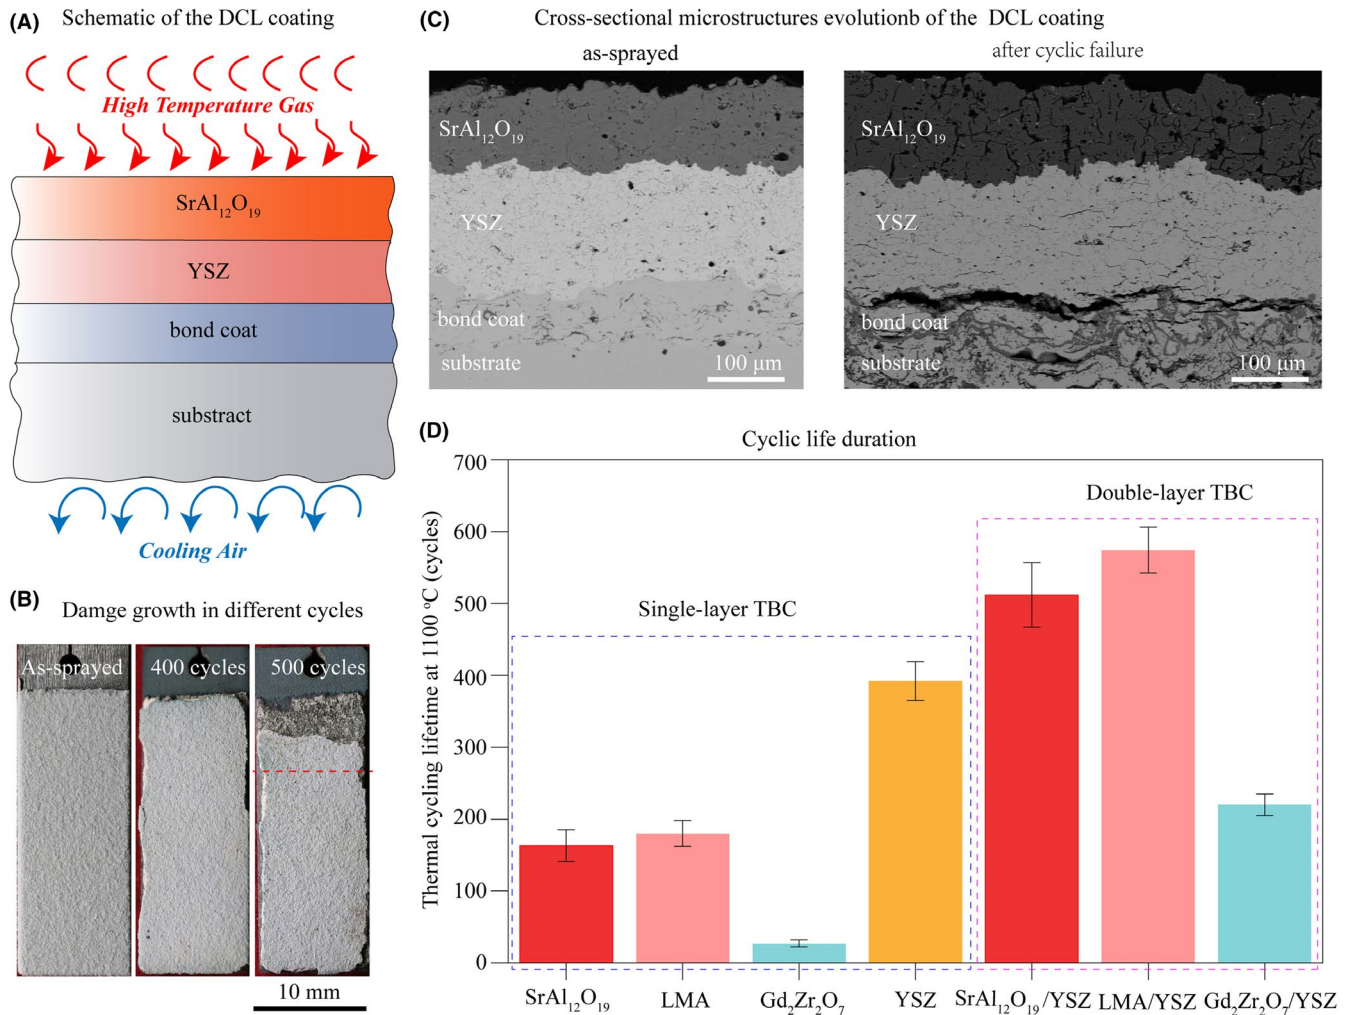 (A) Schematic of the DCL coating
High Temperature Gas
SrAl₁₂O₁₉
YSZ
bond coat
substract
Cooling Air
(B) Damge growth in different cycles
As-sprayed
400 cycles
500 cycles
10 mm
(C) Cross-sectional microstructures evolutionb of the DCL coating
as-sprayed
SrAl₁₂O₁₉
YSZ
bond coat
substrate
100 μm
after cyclic failure
SrAl₁₂O₁₉
YSZ
bond coat
substrate
100 μm
(D) Cyclic life duration
Thermal cycling lifetime at 1100 °C (cycles)
700
600
500
400
300
200
100
0
Single-layer TBC
Double-layer TBC
SrAl₁₂O₁₉
LMA
Gd₂Zr₂O₇
YSZ
SrAl₁₂O₁₉/YSZ
LMA/YSZ
Gd₂Zr₂O₇/YSZ